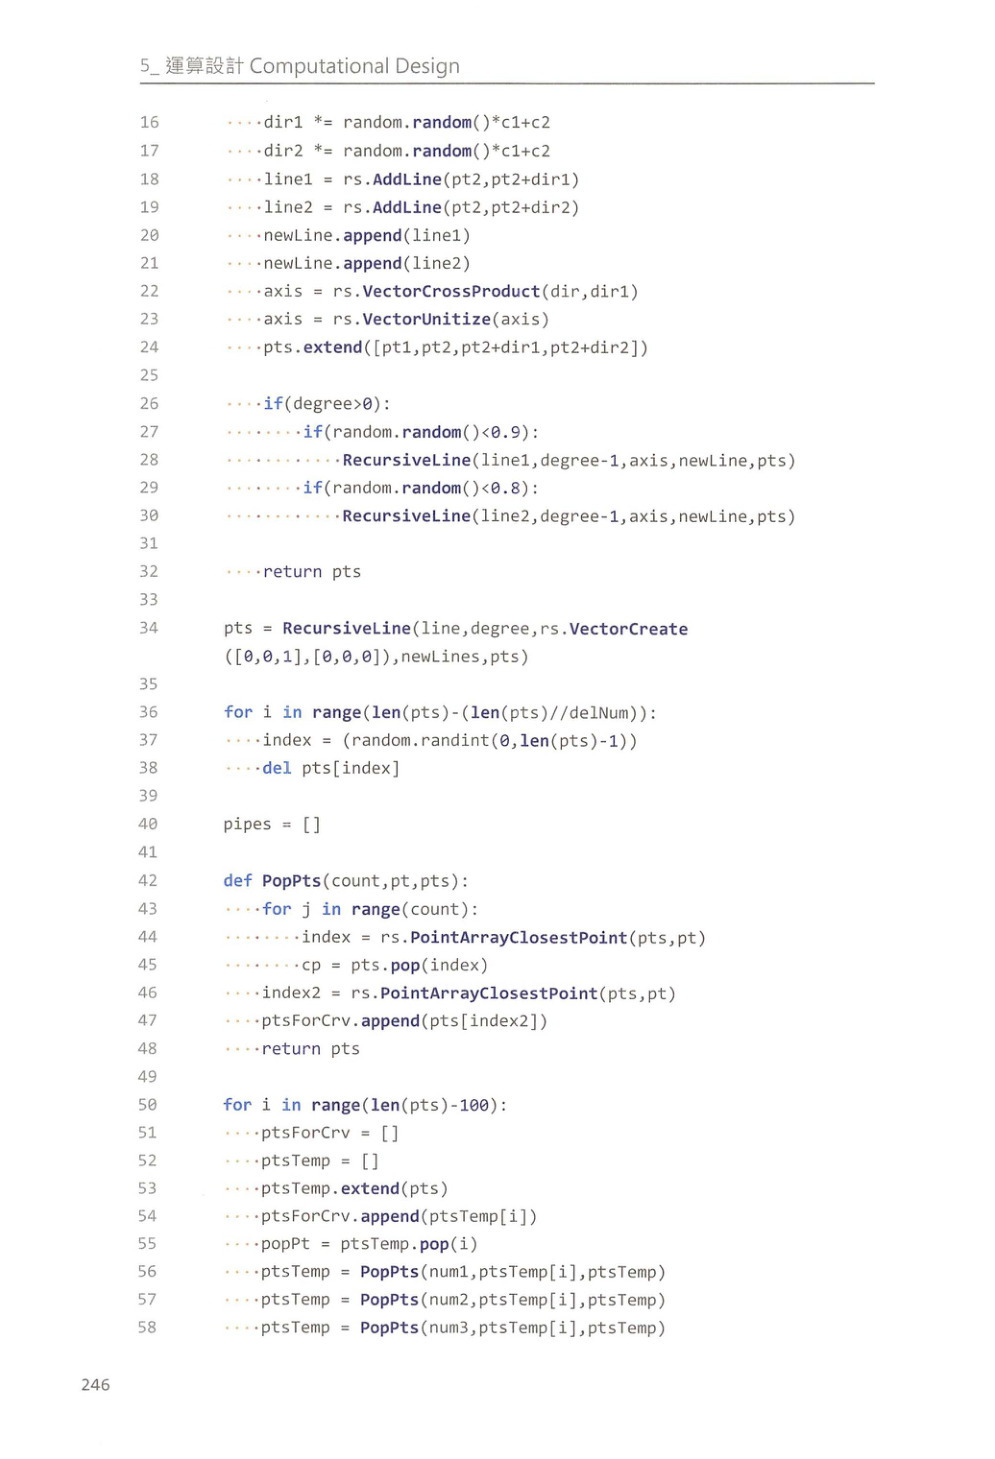 5_ 運算設計 Computational Design
16 ····dir1 *= random.random()*c1+c2
17 ····dir2 *= random.random()*c1+c2
18 ····line1 = rs.AddLine(pt2,pt2+dir1)
19 ····line2 = rs.AddLine(pt2,pt2+dir2)
20 ····newLine.append(line1)
21 ····newLine.append(line2)
22 ····axis = rs.VectorCrossProduct(dir,dir1)
23 ····axis = rs.VectorUnitize(axis)
24 ····pts.extend([pt1,pt2,pt2+dir1,pt2+dir2])
25
26 ····if(degree>0):
27 ········if(random.random()<0.9):
28 ············RecursiveLine(line1,degree-1,axis,newLine,pts)
29 ········if(random.random()<0.8):
30 ············RecursiveLine(line2,degree-1,axis,newLine,pts)
31
32 ····return pts
33
34 pts = RecursiveLine(line,degree,rs.VectorCreate
([0,0,1],[0,0,0]),newLines,pts)
35
36 for i in range(len(pts)-(len(pts)//delNum)):
37 ····index = (random.randint(0,len(pts)-1))
38 ····del pts[index]
39
40 pipes = []
41
42 def PopPts(count,pt,pts):
43 ····for j in range(count):
44 ········index = rs.PointArrayClosestPoint(pts,pt)
45 ········cp = pts.pop(index)
46 ····index2 = rs.PointArrayClosestPoint(pts,pt)
47 ····ptsForCrv.append(pts[index2])
48 ····return pts
49
50 for i in range(len(pts)-100):
51 ····ptsForCrv = []
52 ····ptsTemp = []
53 ····ptsTemp.extend(pts)
54 ····ptsForCrv.append(ptsTemp[i])
55 ····popPt = ptsTemp.pop(i)
56 ····ptsTemp = PopPts(num1,ptsTemp[i],ptsTemp)
57 ····ptsTemp = PopPts(num2,ptsTemp[i],ptsTemp)
58 ····ptsTemp = PopPts(num3,ptsTemp[i],ptsTemp)
246